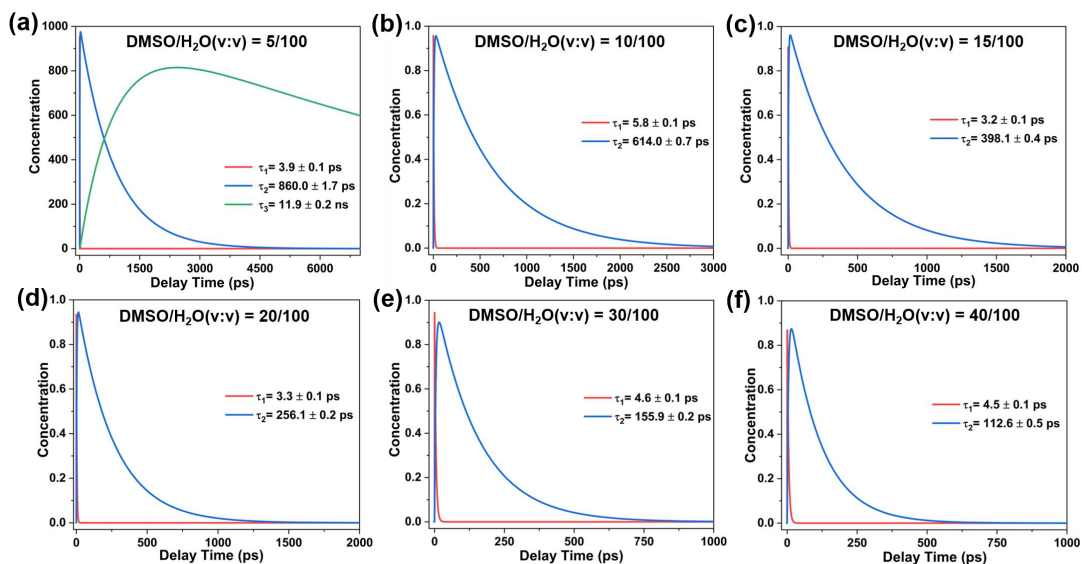 (a)
DMSO/H₂O(v:v) = 5/100
Concentration
1000
800
600
400
200
0
τ₁= 3.9 ± 0.1 ps
τ₂= 860.0 ± 1.7 ps
τ₃= 11.9 ± 0.2 ns
0 1500 3000 4500 6000
Delay Time (ps)
(b)
DMSO/H₂O(v:v) = 10/100
Concentration
1.0
0.8
0.6
0.4
0.2
0.0
τ₁= 5.8 ± 0.1 ps
τ₂= 614.0 ± 0.7 ps
0 500 1000 1500 2000 2500 3000
Delay Time (ps)
(c)
DMSO/H₂O(v:v) = 15/100
Concentration
1.0
0.8
0.6
0.4
0.2
0.0
τ₁= 3.2 ± 0.1 ps
τ₂= 398.1 ± 0.4 ps
0 500 1000 1500 2000
Delay Time (ps)
(d)
DMSO/H₂O(v:v) = 20/100
Concentration
1.0
0.8
0.6
0.4
0.2
0.0
τ₁= 3.3 ± 0.1 ps
τ₂= 256.1 ± 0.2 ps
0 500 1000 1500 2000
Delay Time (ps)
(e)
DMSO/H₂O(v:v) = 30/100
Concentration
1.0
0.8
0.6
0.4
0.2
0.0
τ₁= 4.6 ± 0.1 ps
τ₂= 155.9 ± 0.2 ps
0 250 500 750 1000
Delay Time (ps)
(f)
DMSO/H₂O(v:v) = 40/100
Concentration
1.0
0.8
0.6
0.4
0.2
0.0
τ₁= 4.5 ± 0.1 ps
τ₂= 112.6 ± 0.5 ps
0 250 500 750 1000
Delay Time (ps)